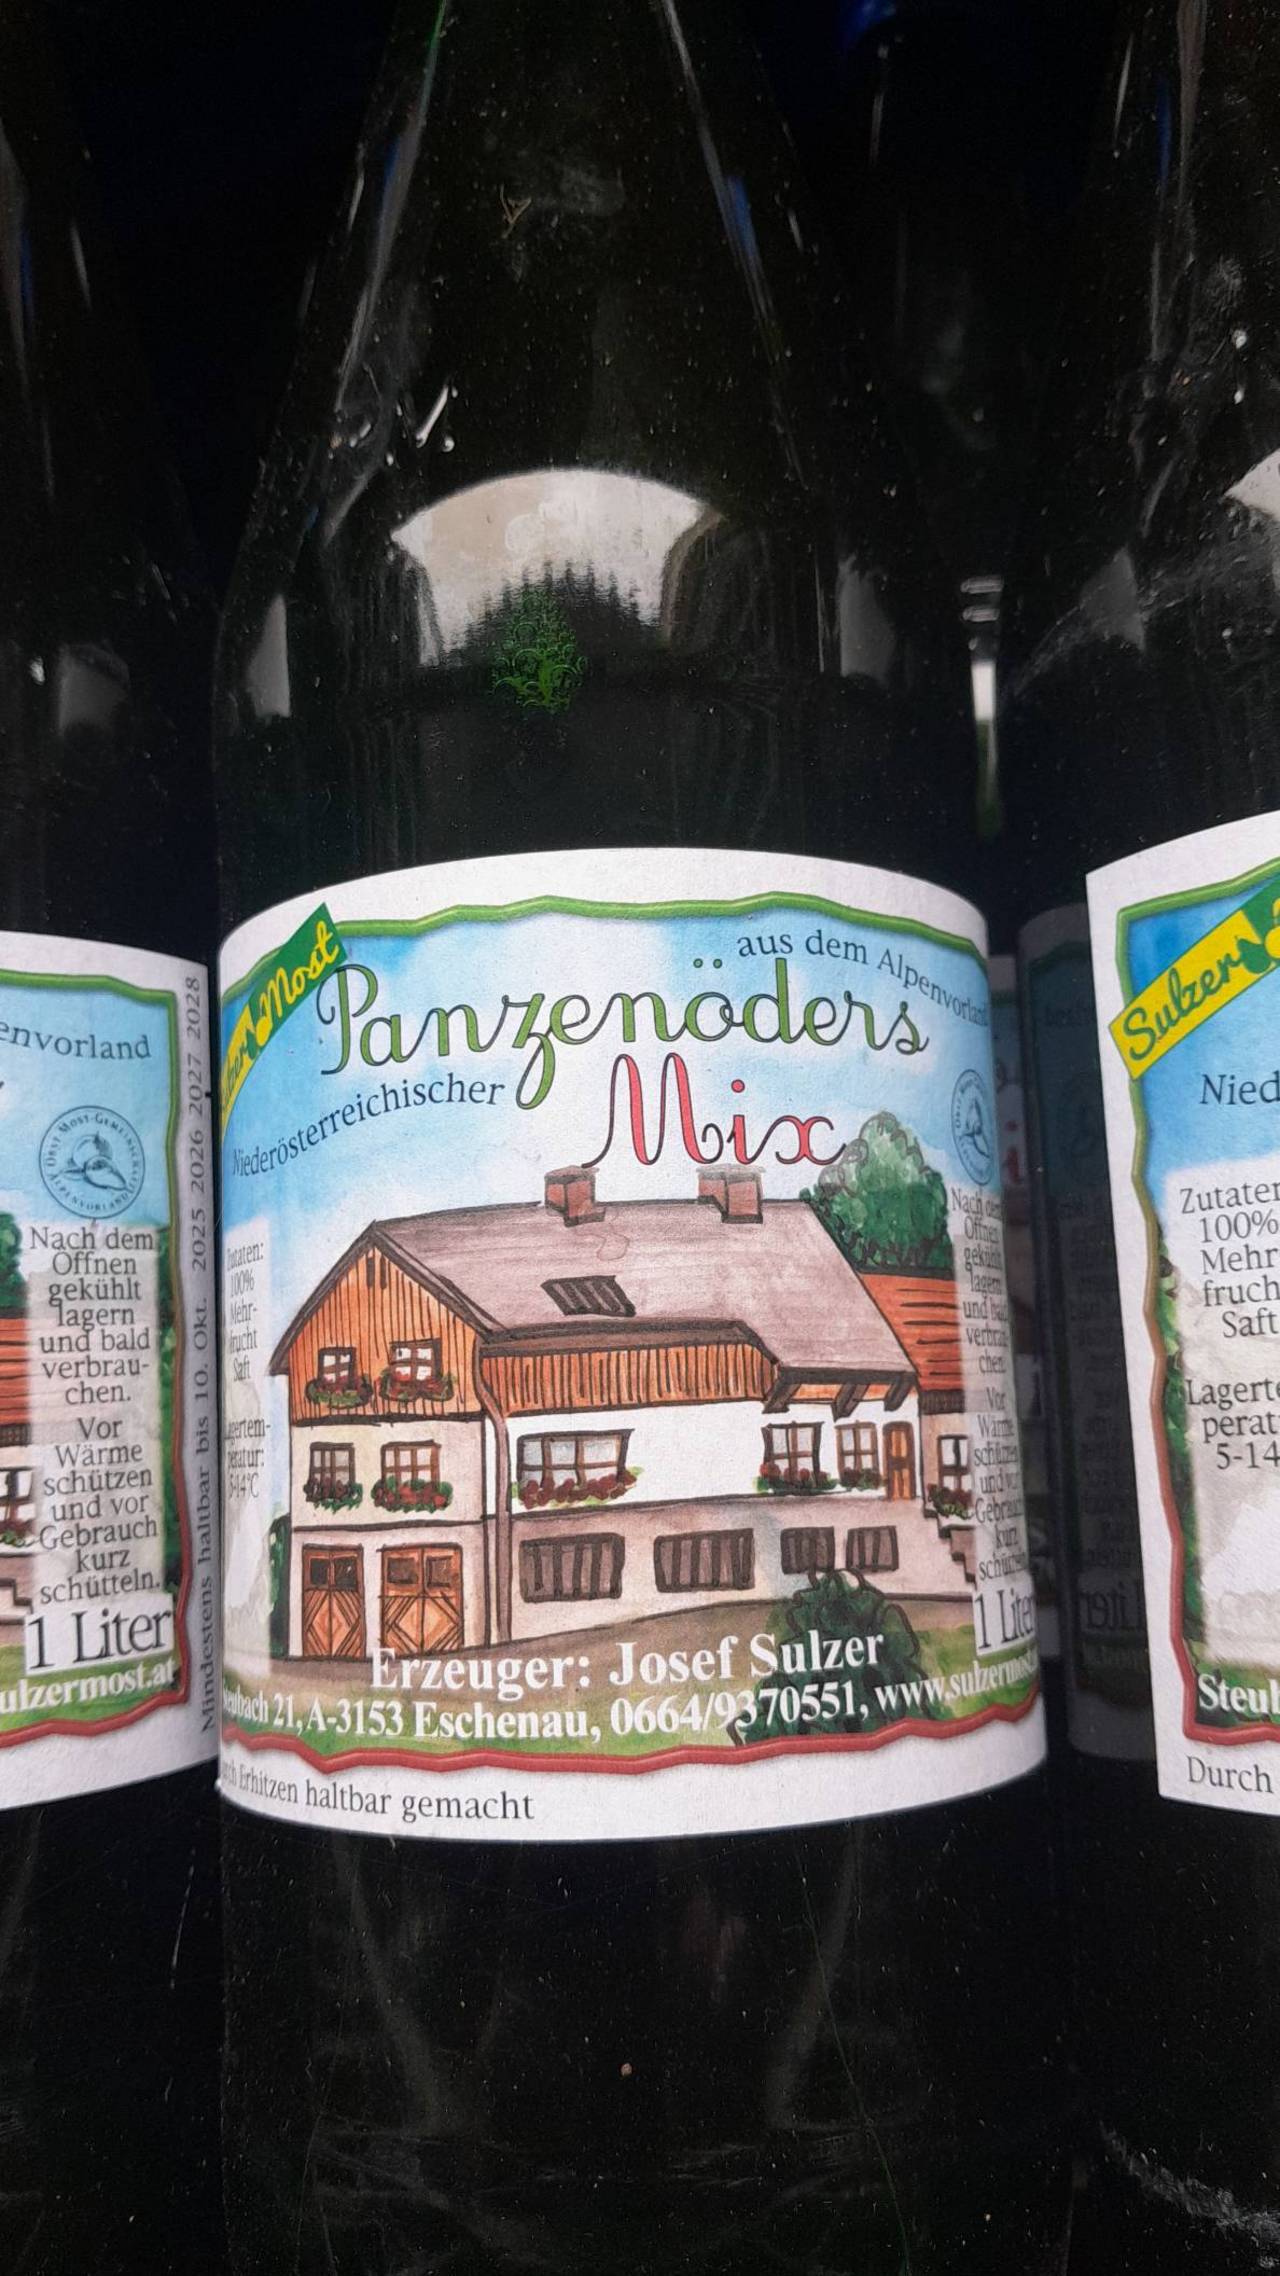 envorland
OBST-MOST-GEMEINSCHAFT
ALPENVORLAND
Nach dem
Öffnen
gekühlt
lagern
und bald
verbrau-
chen.
Vor
Wärme
schützen
und vor
Gebrauch
kurz
schütteln.
1 Liter
ulzermost.at
Mindestens haltbar bis 10. Okt. 2025 2026 2027 2028
Most
aus dem Alpenvorland
Panzenöders
Niederösterreichischer
Mix
Zutaten:
100%
Mehr-
frucht
Saft
Lagertem-
peratur:
5-14°C
Nach dem
Öffnen
gekühlt
lagern
und bald
verbrau-
chen.
Vor
Wärme
schützen
und vor
Gebrauch
kurz
schütteln
1 Liter
Erzeuger: Josef Sulzer
Steubach 21, A-3153 Eschenau, 0664/9370551, www.sulzermost
Durch Erhitzen haltbar gemacht
Sulzer
Nied
Zutaten
100%
Mehr
fruch
Saft
Lagerte
perat
5-14
Steub
Durch